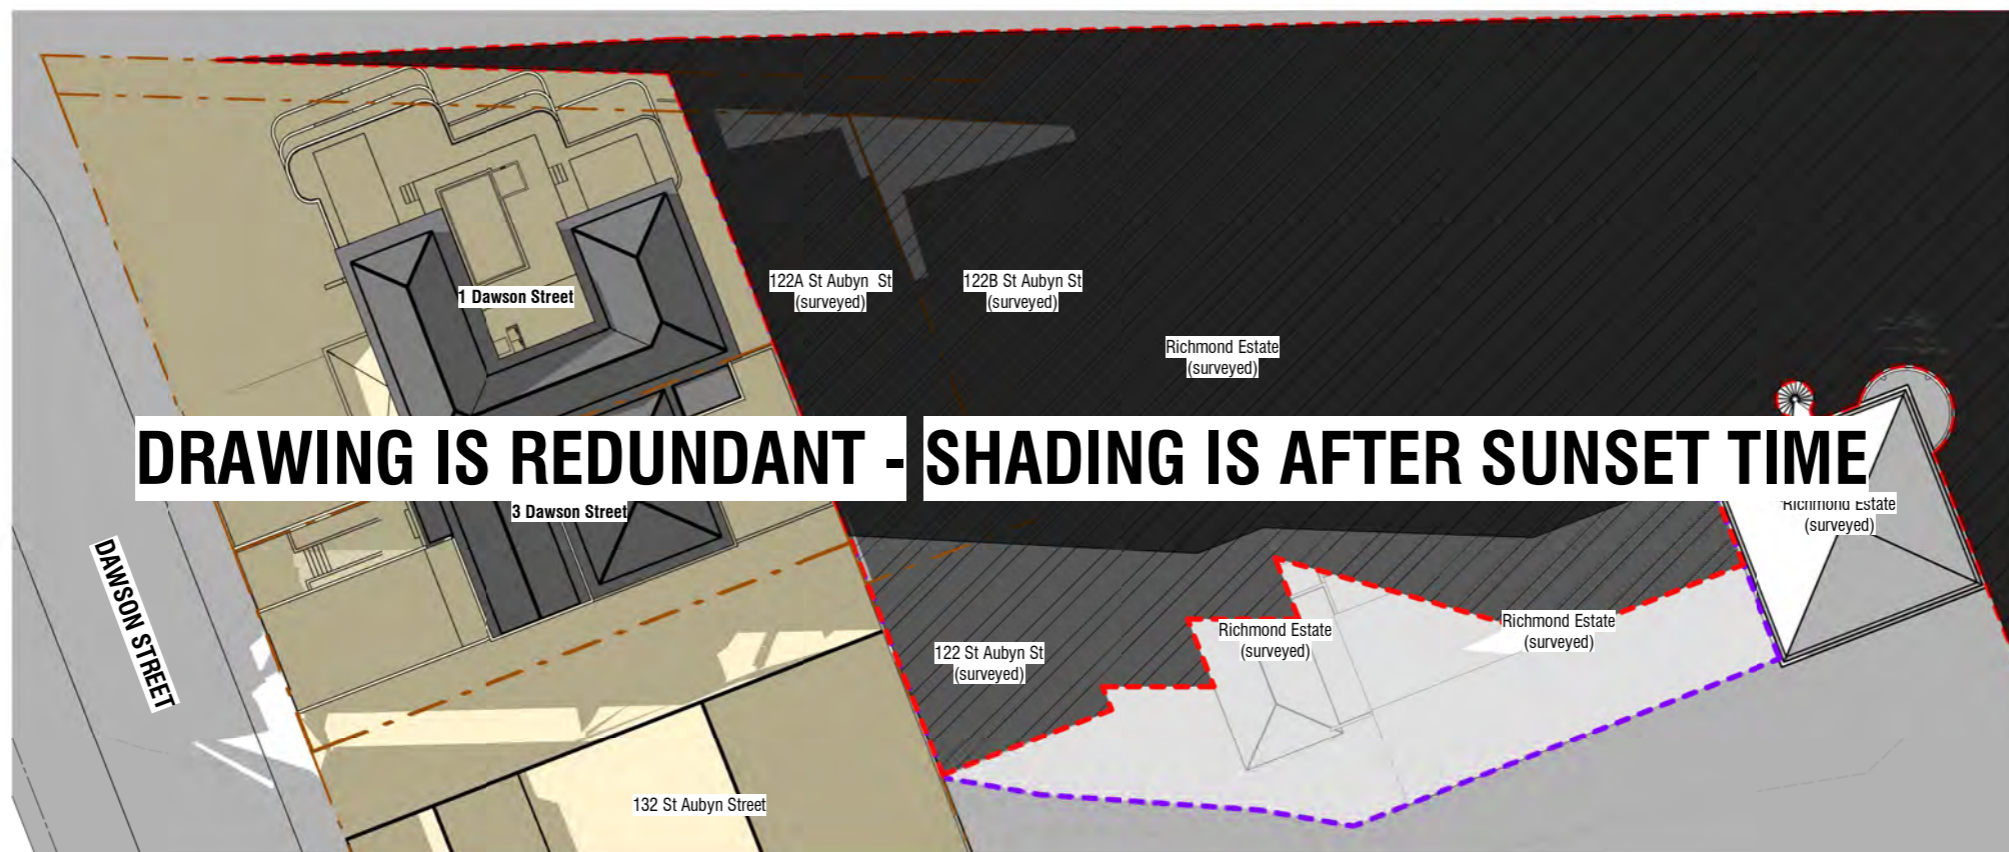 1 Dawson Street
122A St Aubyn St
(surveyed)
122B St Aubyn St
(surveyed)
Richmond Estate
(surveyed)
DRAWING IS REDUNDANT - SHADING IS AFTER SUNSET TIME
3 Dawson Street
Richmond Estate
(surveyed)
DAWSON STREET
122 St Aubyn St
(surveyed)
Richmond Estate
(surveyed)
Richmond Estate
(surveyed)
132 St Aubyn Street